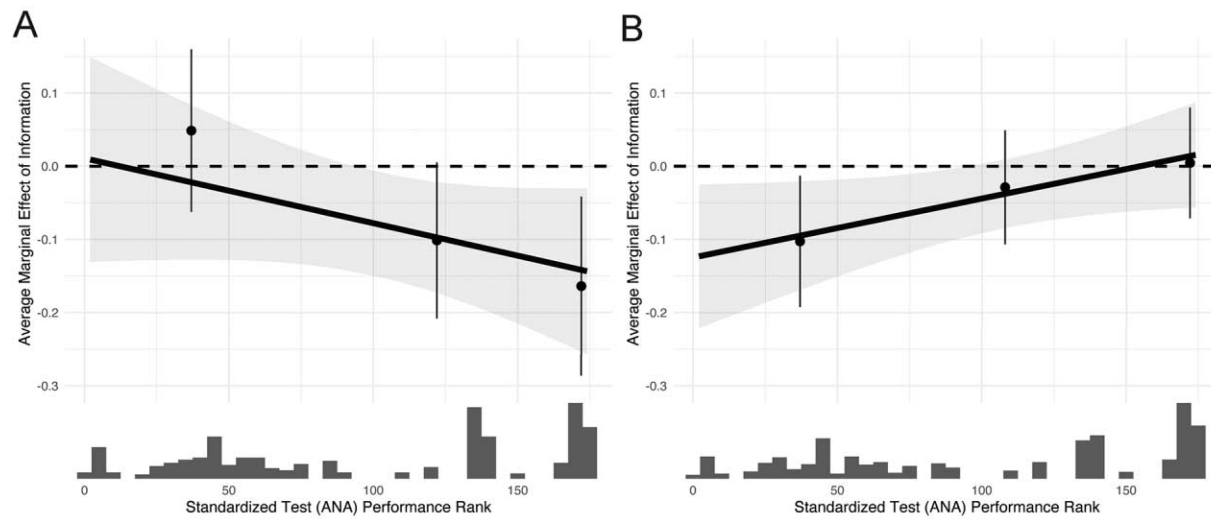 A
Average Marginal Effect of Information
0.1
0.0
-0.1
-0.2
-0.3
0 50 100 150
Standardized Test (ANA) Performance Rank
B
Average Marginal Effect of Information
0.1
0.0
-0.1
-0.2
-0.3
0 50 100 150
Standardized Test (ANA) Performance Rank